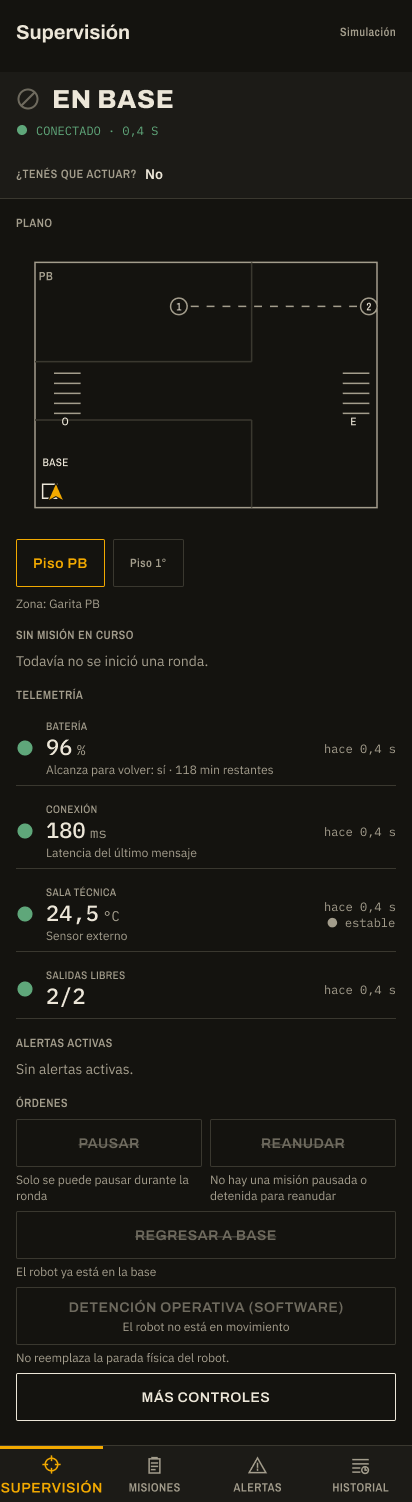 Supervisión
Simulación
EN BASE
CONECTADO · 0,4 S
¿TENÉS QUE ACTUAR? No
PLANO
PB
1
2
O
E
BASE
Piso PB
Piso 1°
Zona: Garita PB
SIN MISIÓN EN CURSO
Todavía no se inició una ronda.
TELEMETRÍA
BATERÍA
96 %
hace 0,4 s
Alcanza para volver: sí · 118 min restantes
CONEXIÓN
180 ms
hace 0,4 s
Latencia del último mensaje
SALA TÉCNICA
24,5 °C
hace 0,4 s
estable
Sensor externo
SALIDAS LIBRES
2/2
hace 0,4 s
ALERTAS ACTIVAS
Sin alertas activas.
ÓRDENES
PAUSAR
REANUDAR
Solo se puede pausar durante la
ronda
No hay una misión pausada o
detenida para reanudar
REGRESAR A BASE
El robot ya está en la base
DETENCIÓN OPERATIVA (SOFTWARE)
El robot no está en movimiento
No reemplaza la parada física del robot.
MÁS CONTROLES
SUPERVISIÓN
MISIONES
ALERTAS
HISTORIAL